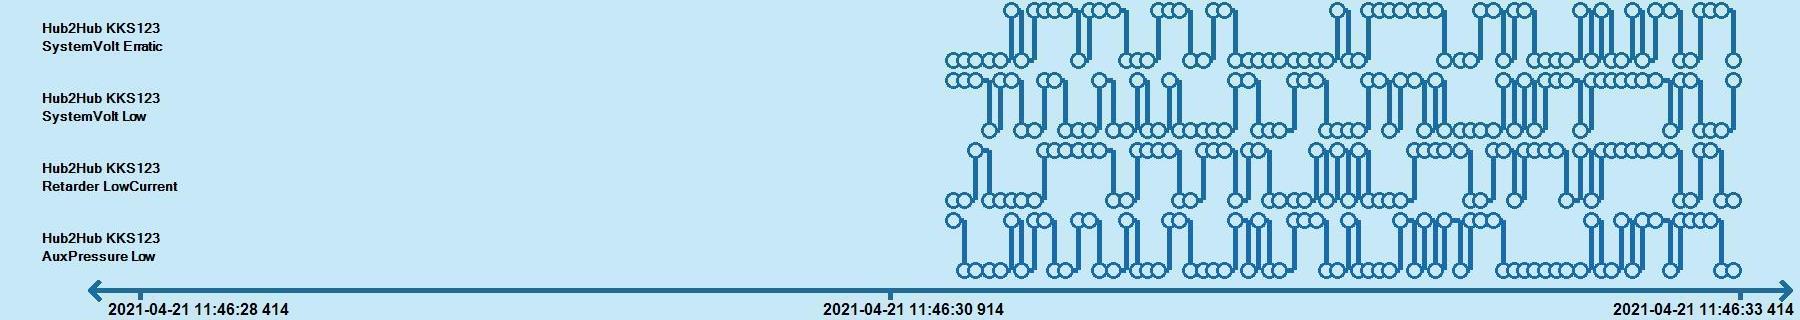 Hub2Hub KKS123
SystemVolt Erratic
Hub2Hub KKS123
SystemVolt Low
Hub2Hub KKS123
Retarder LowCurrent
Hub2Hub KKS123
AuxPressure Low
2021-04-21 11:46:28 414
2021-04-21 11:46:30 914
2021-04-21 11:46:33 414